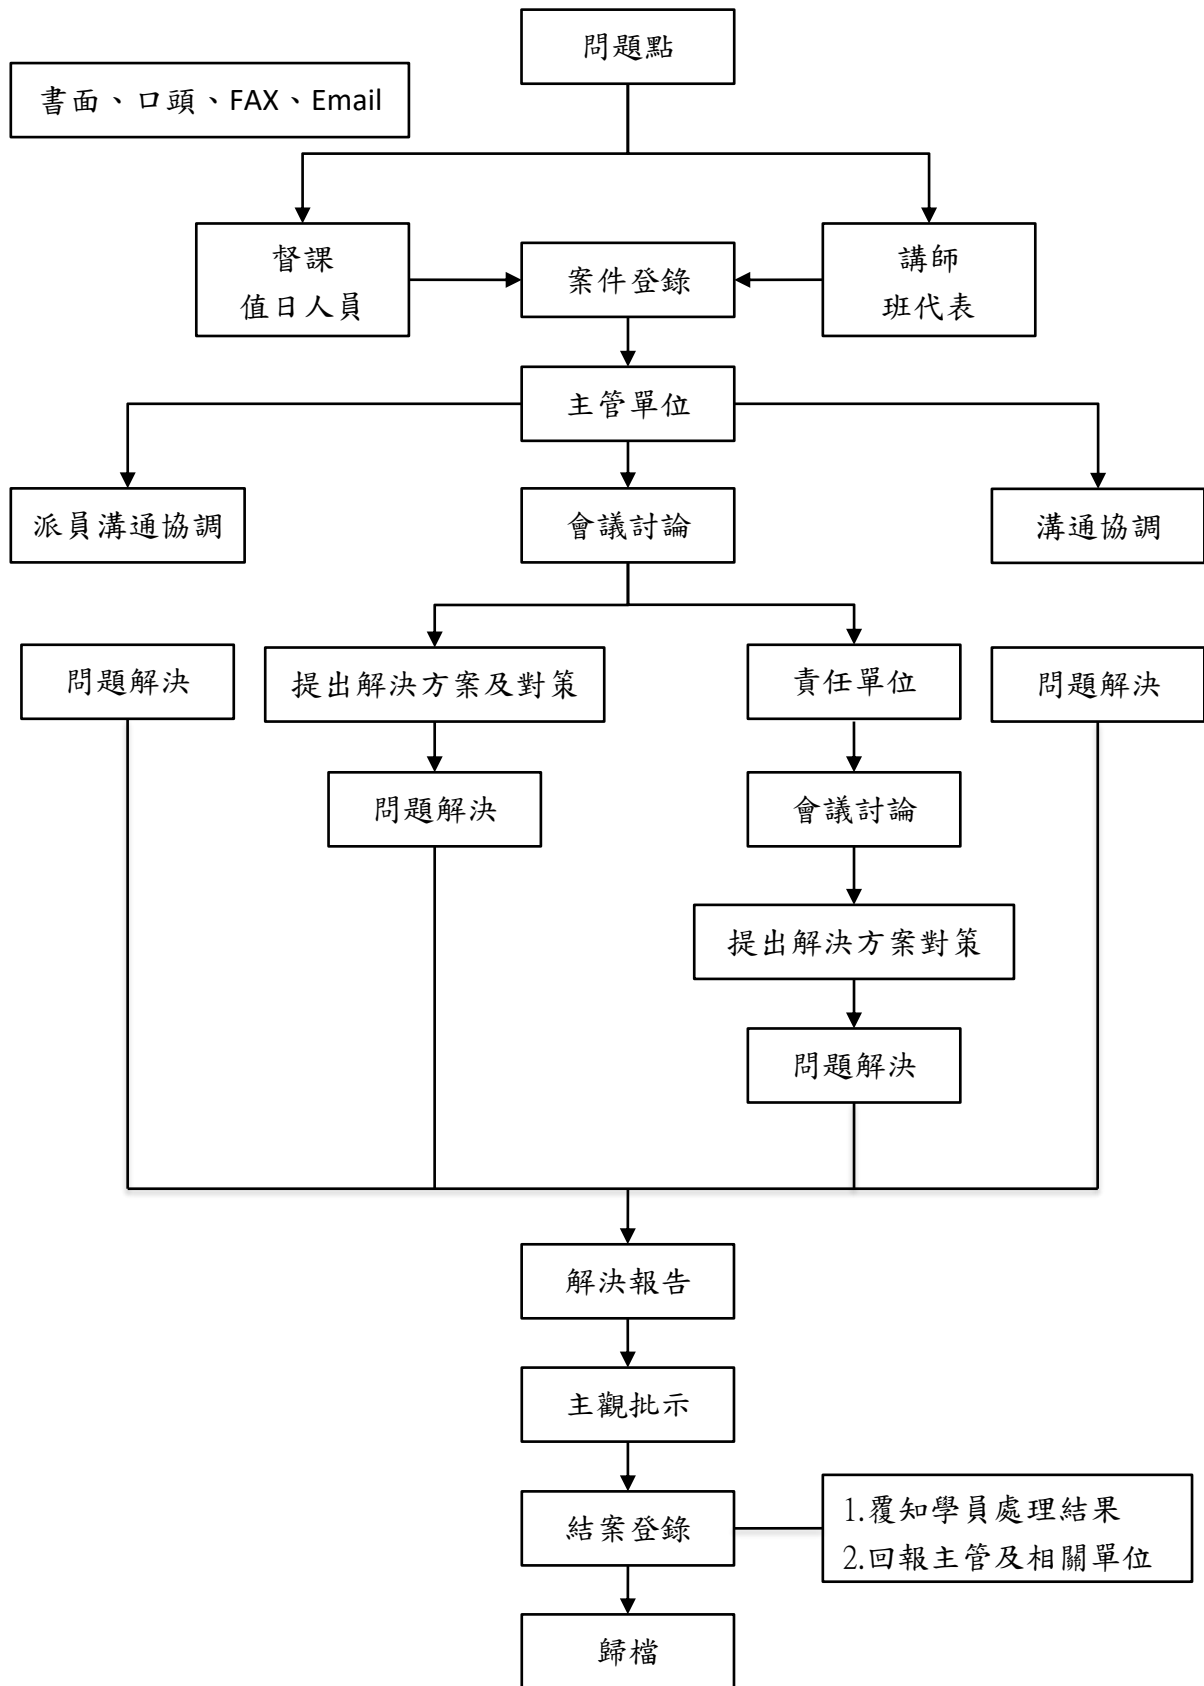 問題點
書面、口頭、FAX、Email
督課
值日人員
案件登錄
講師
班代表
主管單位
派員溝通協調
會議討論
溝通協調
問題解決
提出解決方案及對策
責任單位
問題解決
問題解決
會議討論
提出解決方案對策
問題解決
解決報告
主觀批示
結案登錄
1.覆知學員處理結果
2.回報主管及相關單位
歸檔